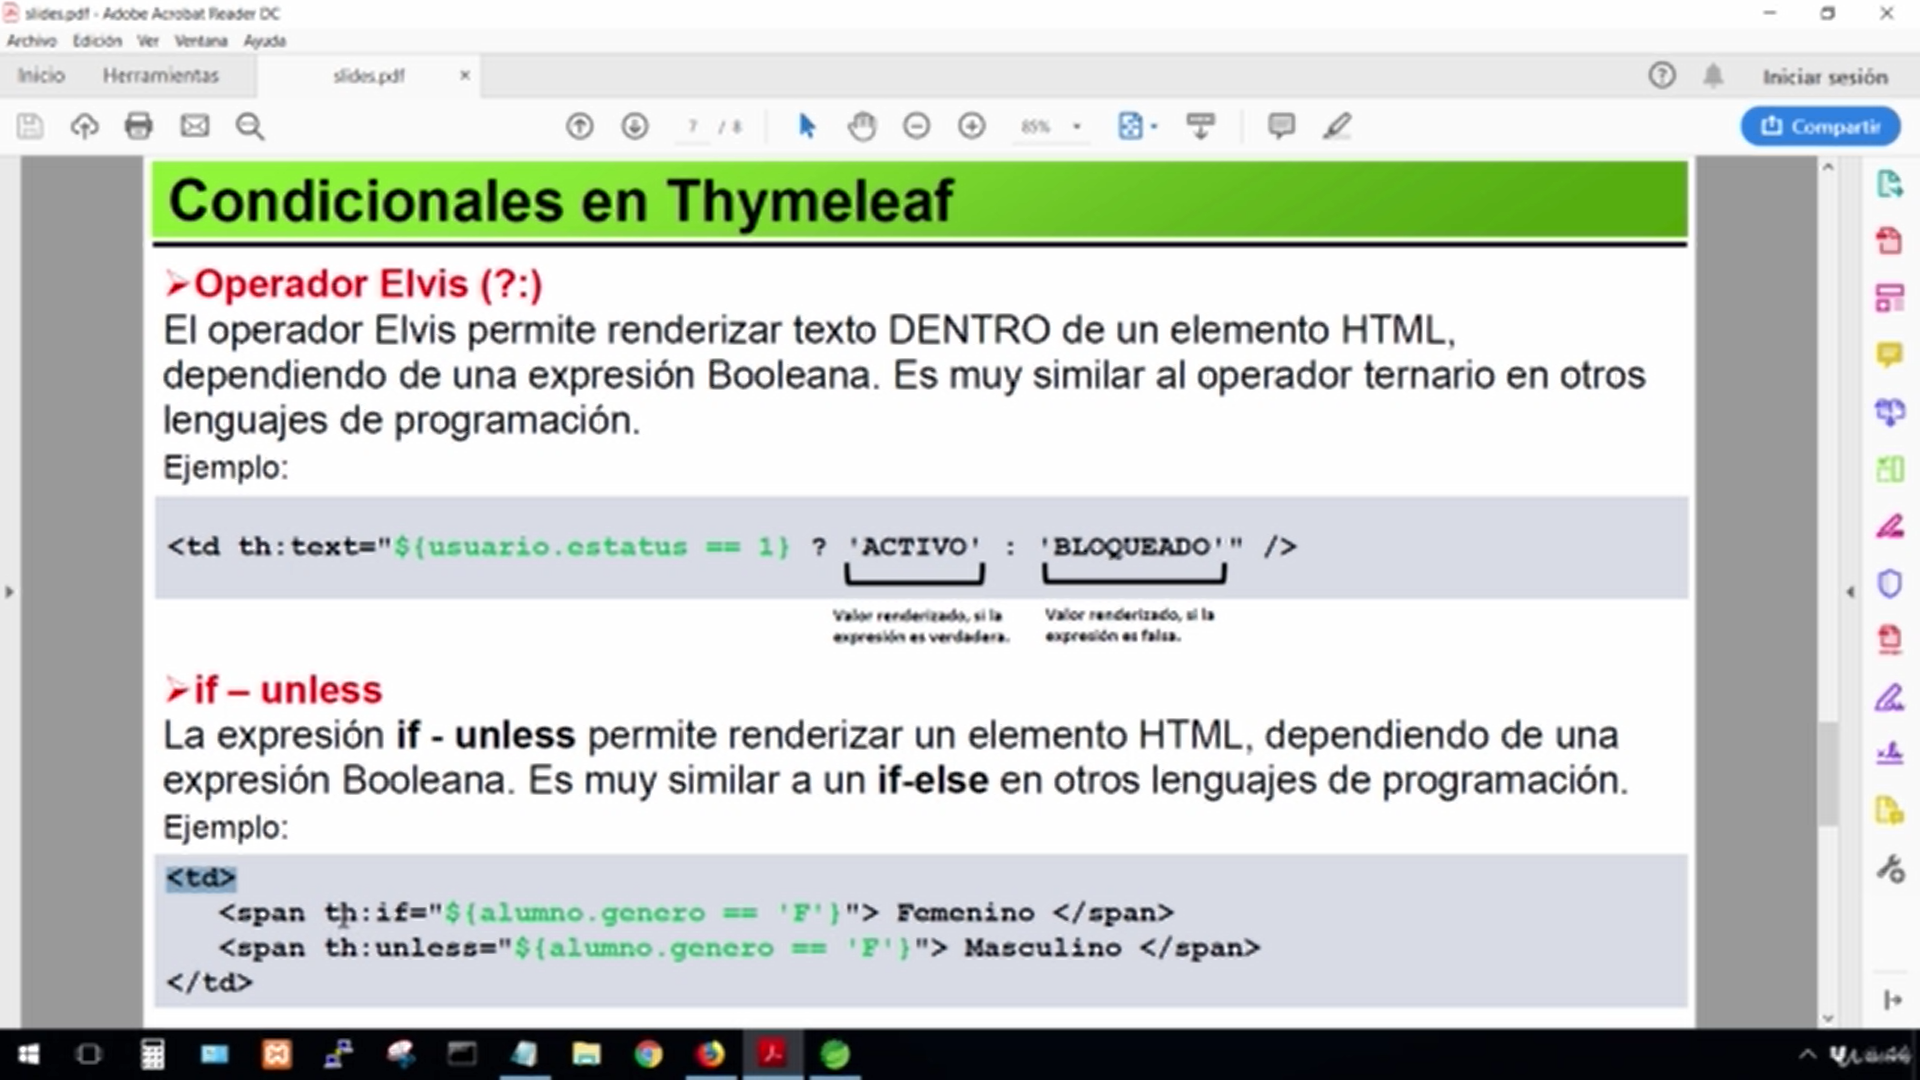 slides.pdf - Adobe Acrobat Reader DC
Archivo Edición Ver Ventana Ayuda
Inicio Herramientas slides.pdf × Iniciar sesión
7 / 8 85% Compartir
Condicionales en Thymeleaf
➢Operador Elvis (?:)
El operador Elvis permite renderizar texto DENTRO de un elemento HTML,
dependiendo de una expresión Booleana. Es muy similar al operador ternario en otros
lenguajes de programación.
Ejemplo:
<td th:text="${usuario.estatus == 1} ? 'ACTIVO' : 'BLOQUEADO'" />
Valor renderizado, si la Valor renderizado, si la
expresión es verdadera. expresión es falsa.
➢if – unless
La expresión if - unless permite renderizar un elemento HTML, dependiendo de una
expresión Booleana. Es muy similar a un if-else en otros lenguajes de programación.
Ejemplo:
<td>
<span th:if="${alumno.genero == 'F'}"> Femenino </span>
<span th:unless="${alumno.genero == 'F'}"> Masculino </span>
</td>